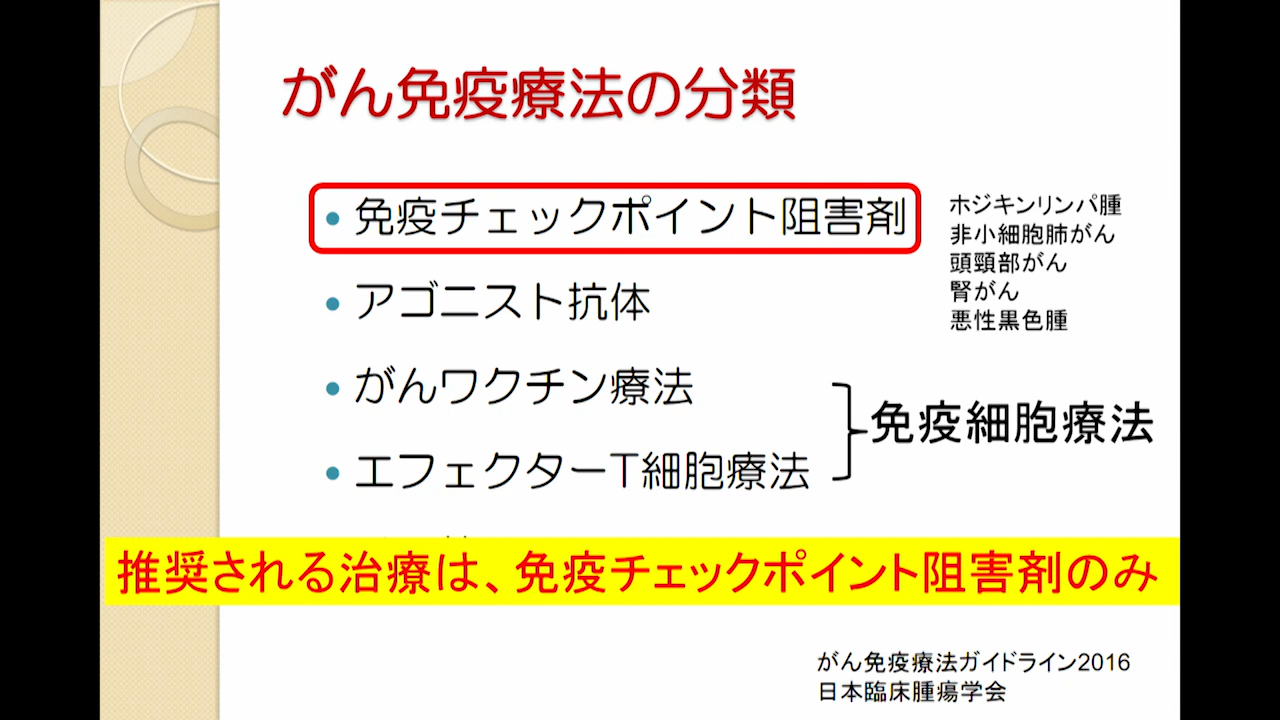 がん免疫療法の分類
• 免疫チェックポイント阻害剤
ホジキンリンパ腫
非小細胞肺がん
頭頸部がん
腎がん
悪性黒色腫
• アゴニスト抗体
• がんワクチン療法
• エフェクターT細胞療法
免疫細胞療法
推奨される治療は、免疫チェックポイント阻害剤のみ
がん免疫療法ガイドライン2016
日本臨床腫瘍学会